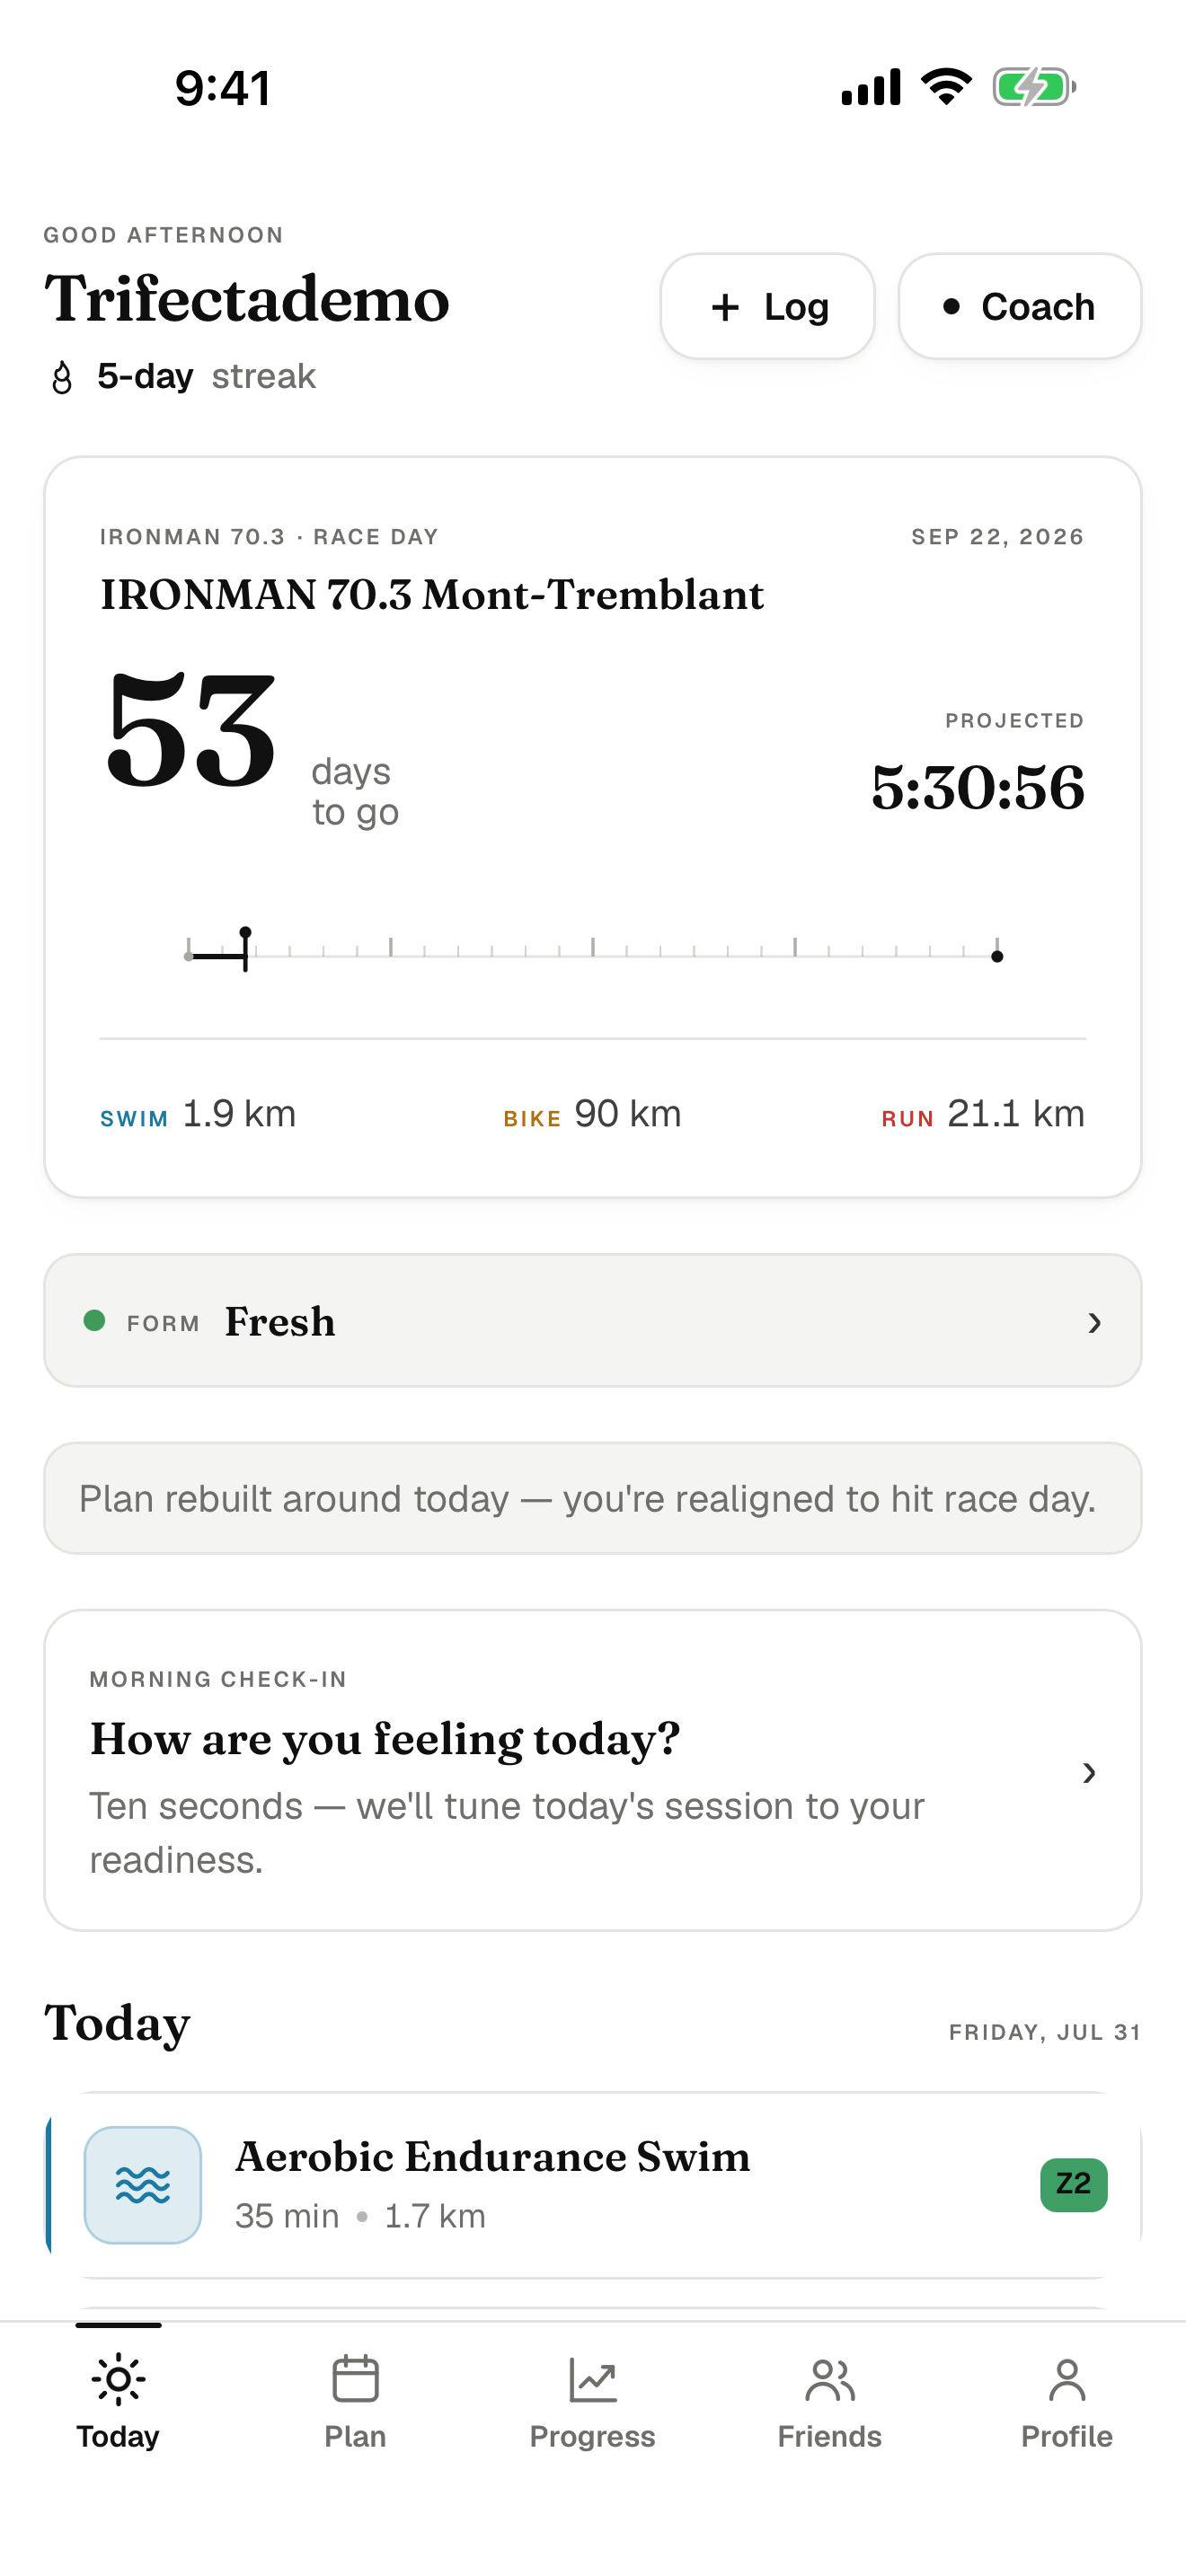 9:41
GOOD AFTERNOON
Trifectademo
5-day streak
+ Log
Coach
IRONMAN 70.3 · RACE DAY
SEP 22, 2026
IRONMAN 70.3 Mont-Tremblant
53
days
to go
PROJECTED
5:30:56
SWIM 1.9 km
BIKE 90 km
RUN 21.1 km
FORM Fresh
Plan rebuilt around today — you're realigned to hit race day.
MORNING CHECK-IN
How are you feeling today?
Ten seconds — we'll tune today's session to your
readiness.
Today
FRIDAY, JUL 31
Aerobic Endurance Swim
35 min • 1.7 km
Z2
Today
Plan
Progress
Friends
Profile